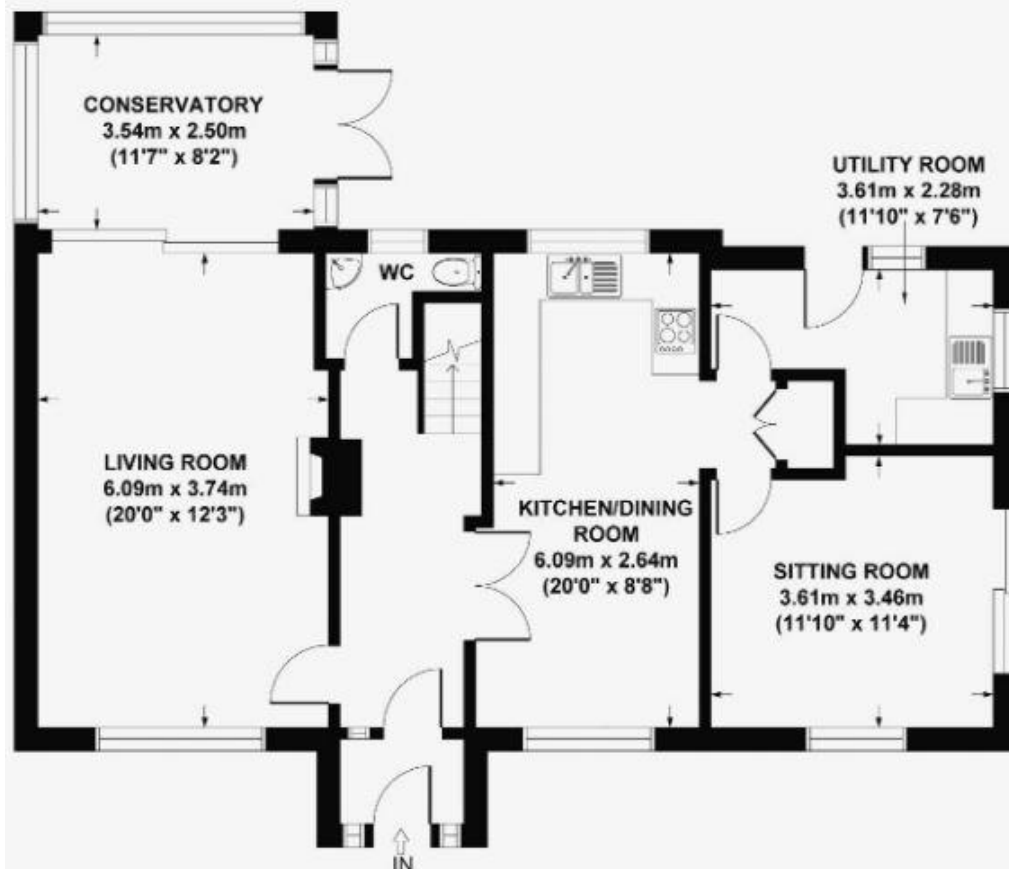 CONSERVATORY
3.54m x 2.50m
(11'7" x 8'2")
UTILITY ROOM
3.61m x 2.28m
(11'10" x 7'6")
WC
LIVING ROOM
6.09m x 3.74m
(20'0" x 12'3")
KITCHEN/DINING
ROOM
6.09m x 2.64m
(20'0" x 8'8")
SITTING ROOM
3.61m x 3.46m
(11'10" x 11'4")
IN